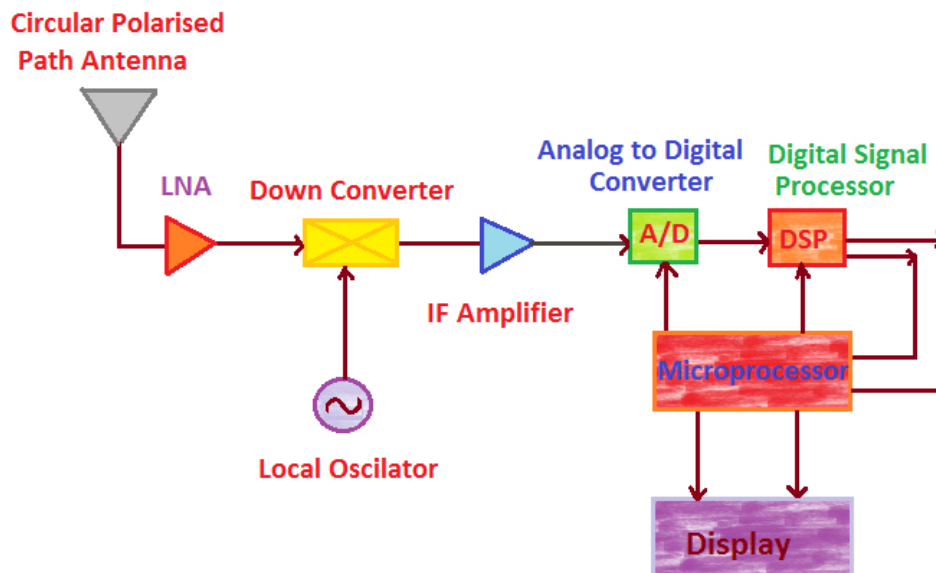 Circular Polarised
Path Antenna
LNA
Down Converter
IF Amplifier
Local Oscilator
Analog to Digital
Converter
A/D
Digital Signal
Processor
DSP
Microprocessor
Display